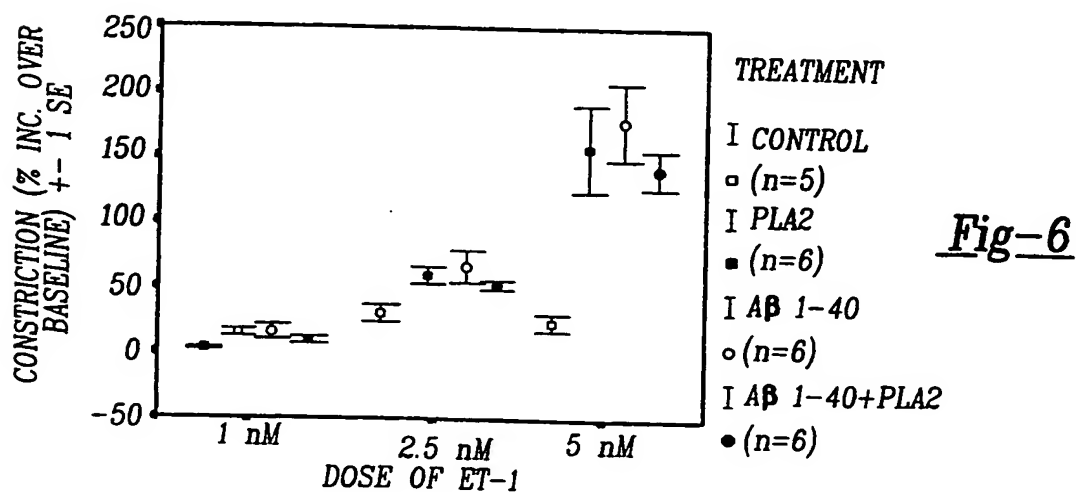 CONSTRICTION (% INC. OVER
BASELINE) +- 1 SE
250
200
150
100
50
0
-50
1 nM
2.5 nM
5 nM
DOSE OF ET-1
TREATMENT
CONTROL
(n=5)
PLA2
(n=6)
Aβ 1-40
(n=6)
Aβ 1-40+PLA2
(n=6)
Fig-6